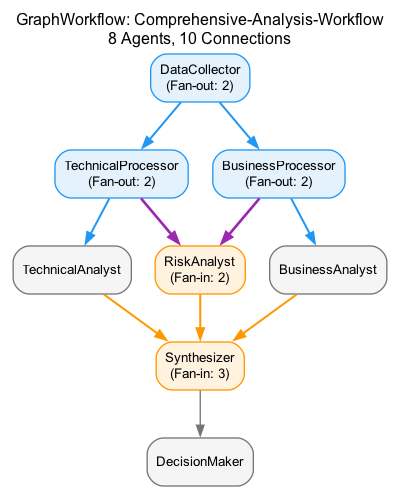 GraphWorkflow: Comprehensive-Analysis-Workflow
8 Agents, 10 Connections
DataCollector
(Fan-out: 2)
TechnicalProcessor
(Fan-out: 2)
BusinessProcessor
(Fan-out: 2)
TechnicalAnalyst
RiskAnalyst
(Fan-in: 2)
BusinessAnalyst
Synthesizer
(Fan-in: 3)
DecisionMaker